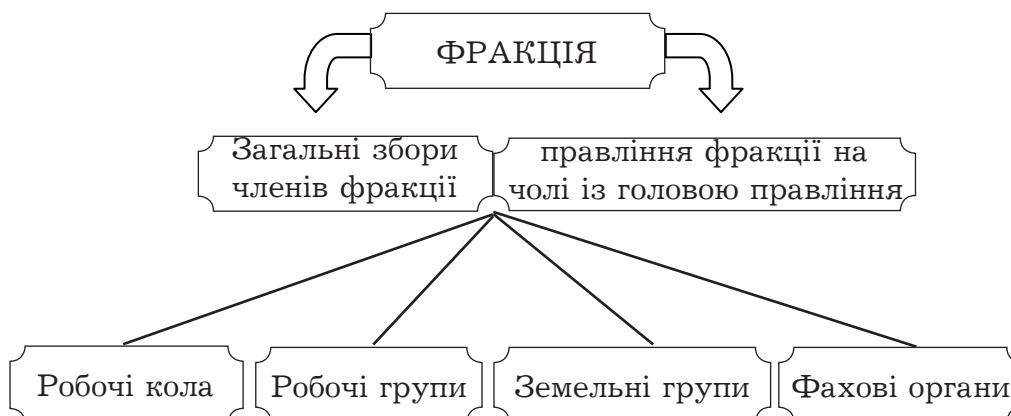 ФРАКЦІЯ
Загальні збори
членів фракції
правління фракції на
чолі із головою правління
Робочі кола
Робочі групи
Земельні групи
Фахові органи